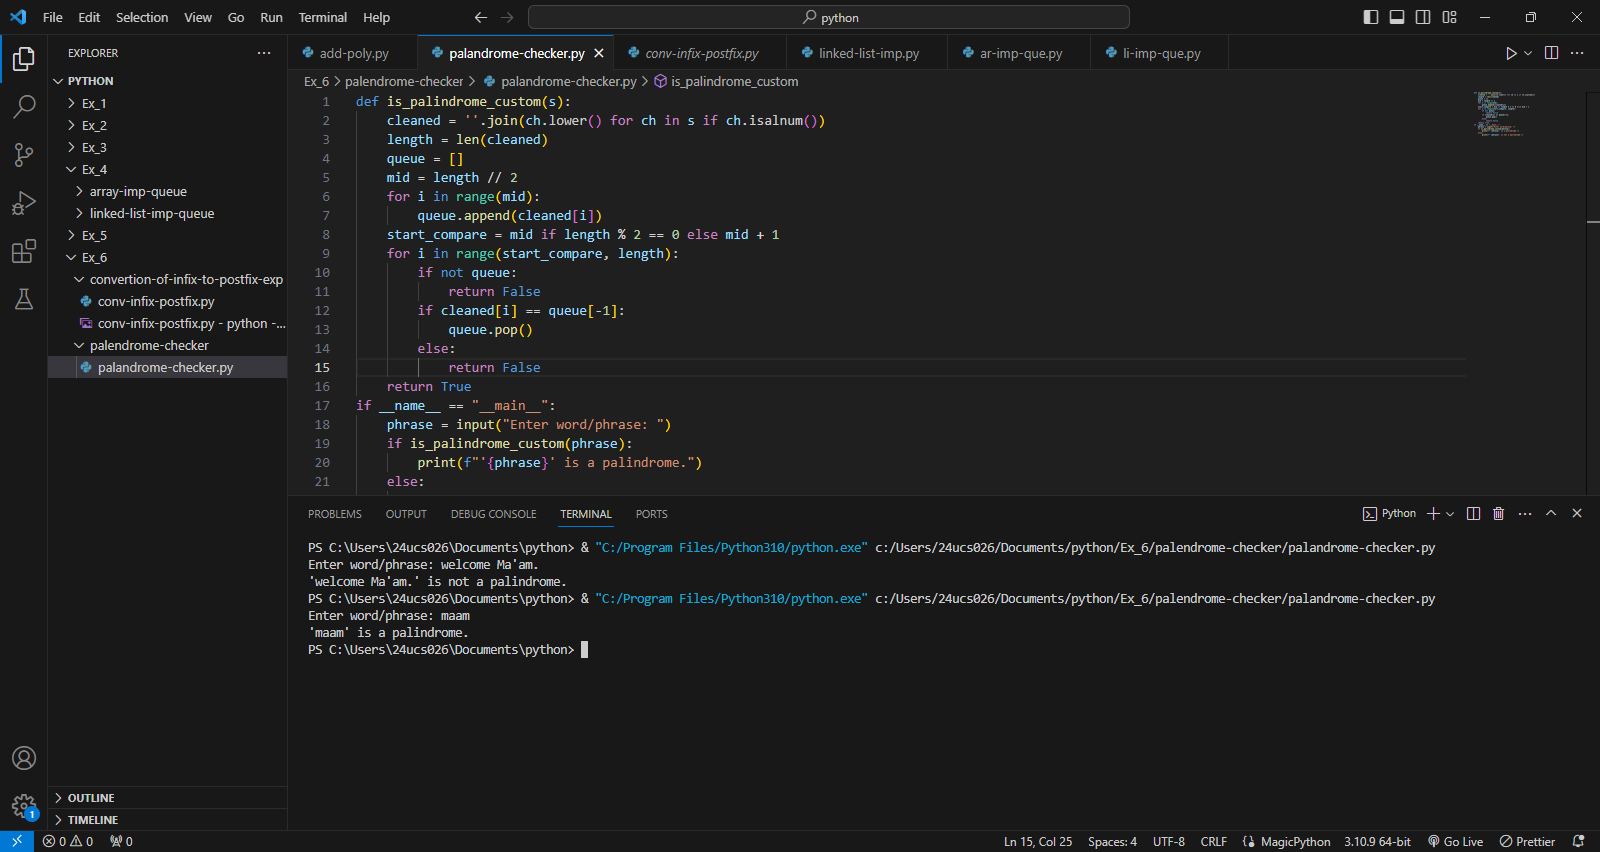 File Edit Selection View Go Run Terminal Help
python
EXPLORER
PYTHON
Ex_1
Ex_2
Ex_3
Ex_4
array-imp-queue
linked-list-imp-queue
Ex_5
Ex_6
convertion-of-infix-to-postfix-exp
conv-infix-postfix.py
conv-infix-postfix.py - python -...
palendrome-checker
palandrome-checker.py
OUTLINE
TIMELINE
1
add-poly.py palandrome-checker.py conv-infix-postfix.py linked-list-imp.py ar-imp-que.py li-imp-que.py
Ex_6 > palendrome-checker > palandrome-checker.py > is_palindrome_custom
1 def is_palindrome_custom(s):
2 cleaned = ''.join(ch.lower() for ch in s if ch.isalnum())
3 length = len(cleaned)
4 queue = []
5 mid = length // 2
6 for i in range(mid):
7 queue.append(cleaned[i])
8 start_compare = mid if length % 2 == 0 else mid + 1
9 for i in range(start_compare, length):
10 if not queue:
11 return False
12 if cleaned[i] == queue[-1]:
13 queue.pop()
14 else:
15 return False
16 return True
17 if __name__ == "__main__":
18 phrase = input("Enter word/phrase: ")
19 if is_palindrome_custom(phrase):
20 print(f"'{phrase}' is a palindrome.")
21 else:
PROBLEMS OUTPUT DEBUG CONSOLE TERMINAL PORTS
Python
PS C:\Users\24ucs026\Documents\python> & "C:/Program Files/Python310/python.exe" c:/Users/24ucs026/Documents/python/Ex_6/palendrome-checker/palandrome-checker.py
Enter word/phrase: welcome Ma'am.
'welcome Ma'am.' is not a palindrome.
PS C:\Users\24ucs026\Documents\python> & "C:/Program Files/Python310/python.exe" c:/Users/24ucs026/Documents/python/Ex_6/palendrome-checker/palandrome-checker.py
Enter word/phrase: maam
'maam' is a palindrome.
PS C:\Users\24ucs026\Documents\python>
0 0 0 Ln 15, Col 25 Spaces: 4 UTF-8 CRLF MagicPython 3.10.9 64-bit Go Live Prettier